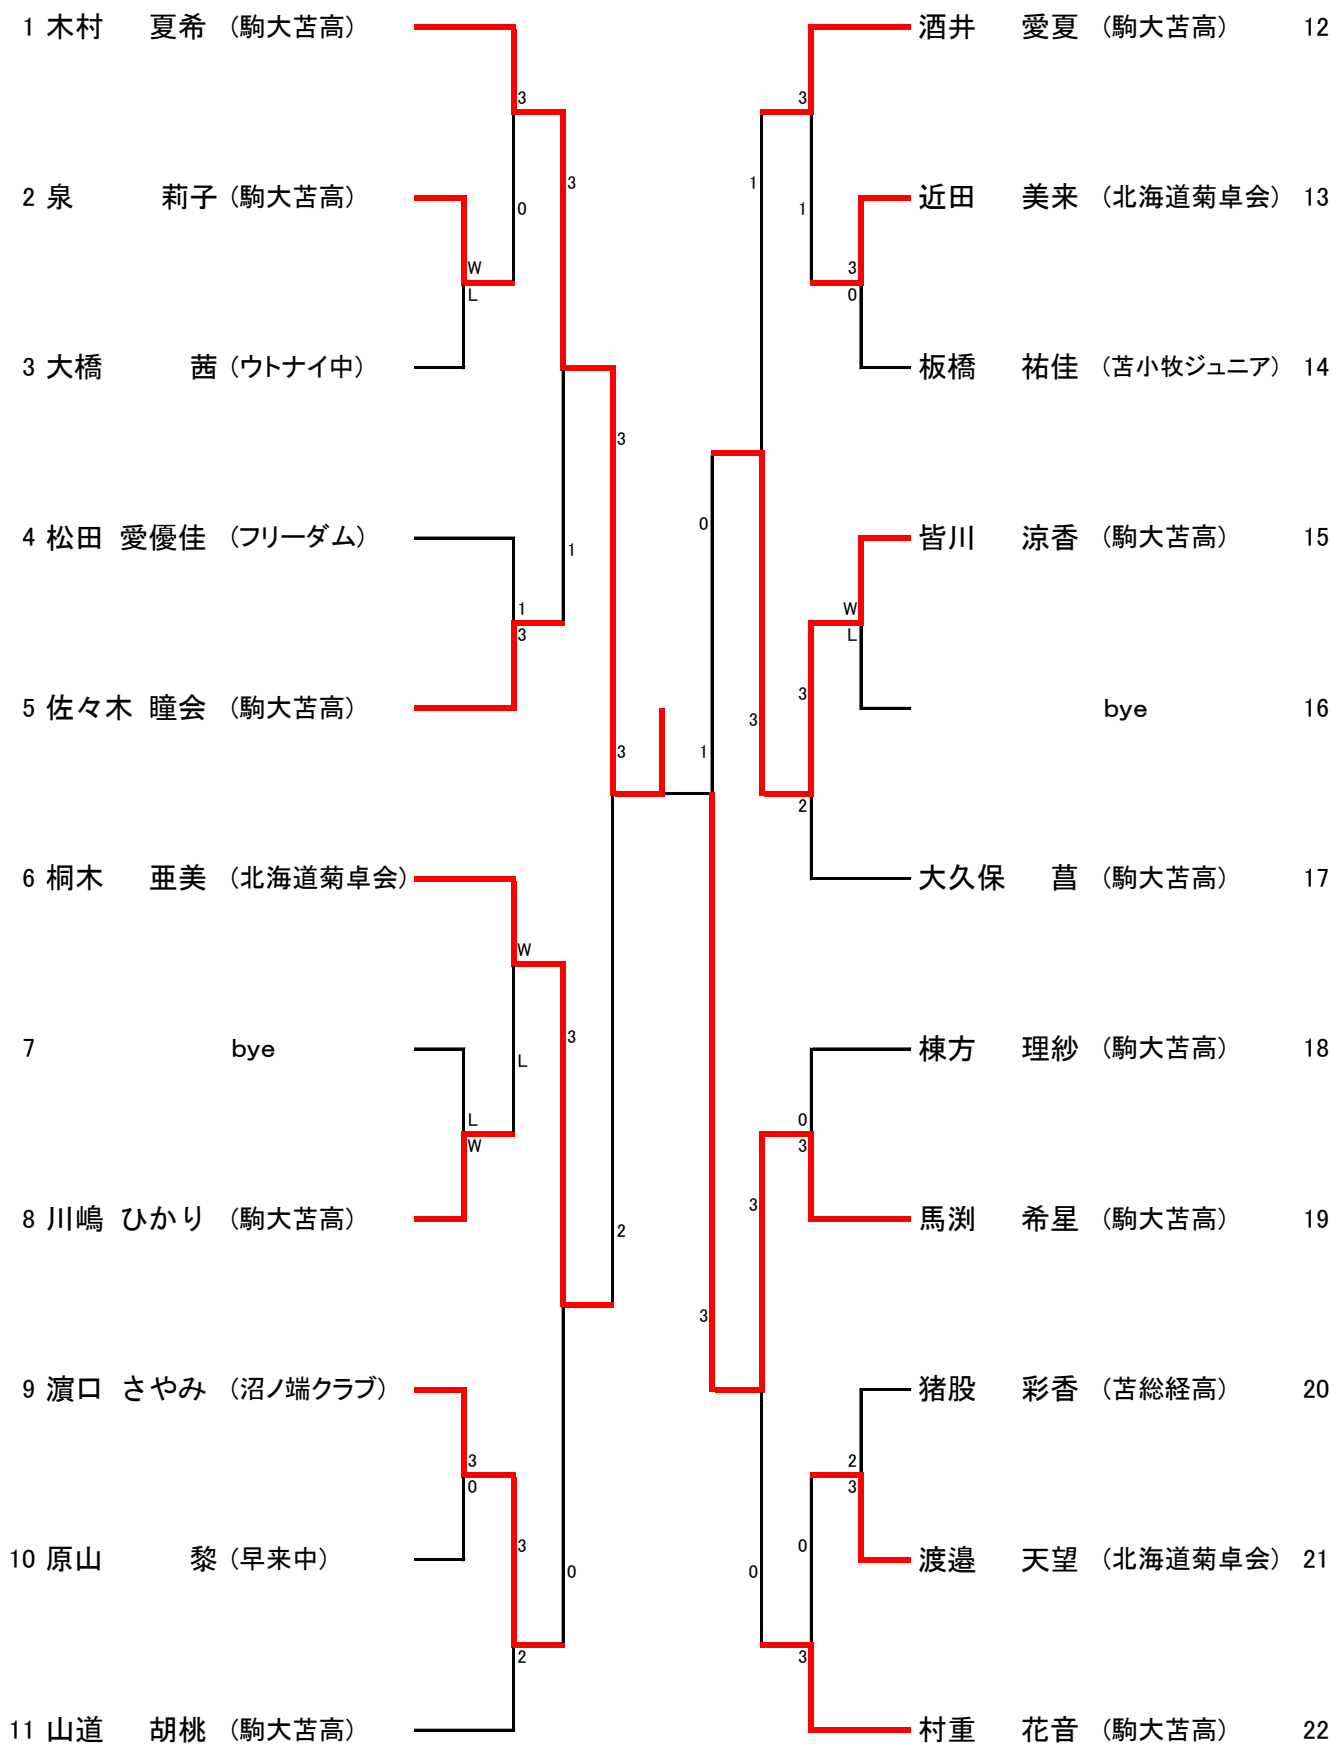 1 木村 夏希 (駒大苫高)
3
0
3
2 泉 莉子 (駒大苫高)
W
L
3 大橋 茜 (ウトナイ中)
3
4 松田 愛優佳 (フリーダム)
1
1
3
5 佐々木 瞳会 (駒大苫高)
3
6 桐木 亜美 (北海道菊卓会)
W
L
3
7 bye
L
W
8 川嶋 ひかり (駒大苫高)
2
9 濵口 さやみ (沼ノ端クラブ)
3
0
10 原山 黎 (早来中)
3
2
0
11 山道 胡桃 (駒大苫高)
酒井 愛夏 (駒大苫高) 12
3
1
1
近田 美来 (北海道菊卓会) 13
3
0
板橋 祐佳 (苫小牧ジュニア) 14
0
皆川 涼香 (駒大苫高) 15
W
L
3
3
1
bye 16
2
大久保 菖 (駒大苫高) 17
棟方 理紗 (駒大苫高) 18
0
3
3
馬渕 希星 (駒大苫高) 19
3
猪股 彩香 (苫総経高) 20
2
3
0
渡邉 天望 (北海道菊卓会) 21
0
3
村重 花音 (駒大苫高) 22